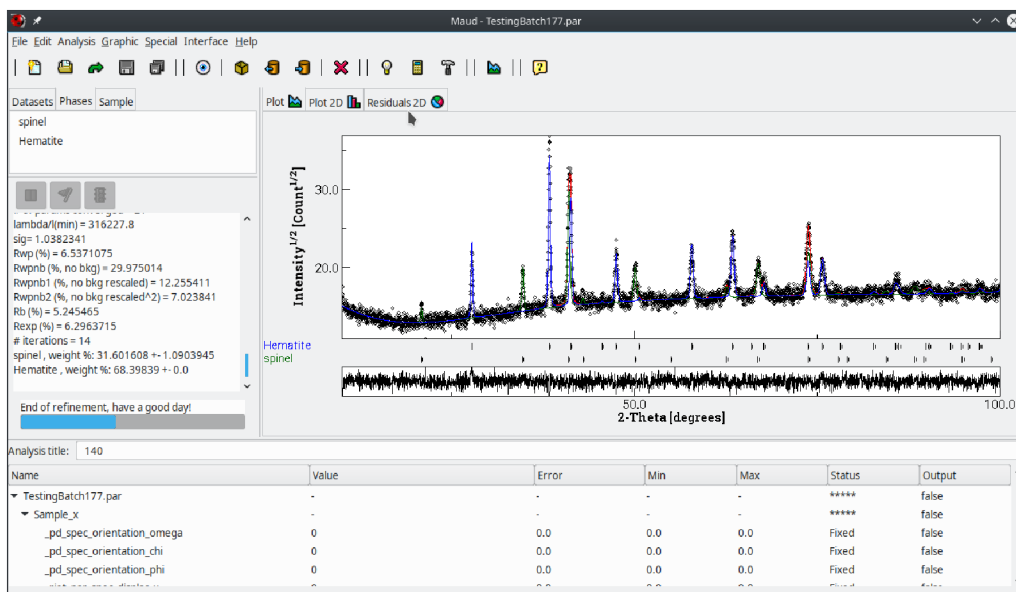 Maud - TestingBatch177.par
File Edit Analysis Graphic Special Interface Help
Datasets Phases Sample
spinel
Hematite
lambda/l(min) = 316227.8
sig= 1.0382341
Rwp (%) = 6.5371075
Rwpnb (%, no bkg) = 29.975014
Rwpnb1 (%, no bkg rescaled) = 12.255411
Rwpnb2 (%, no bkg rescaled^2) = 7.023841
Rb (%) = 5.245465
Rexp (%) = 6.2963715
# iterations = 14
spinel , weight %: 31.601608 +- 1.0903945
Hematite , weight %: 68.39839 +- 0.0
End of refinement, have a good day!
Plot Plot 2D Residuals 2D
Intensity1/2 [Count1/2]
30.0
20.0
Hematite
spinel
50.0 100.0
2-Theta [degrees]
Analysis title: 140
Name Value Error Min Max Status Output
TestingBatch177.par - - - - ***** false
Sample_x - - - - ***** false
_pd_spec_orientation_omega 0 0.0 0.0 0.0 Fixed false
_pd_spec_orientation_chi 0 0.0 0.0 0.0 Fixed false
_pd_spec_orientation_phi 0 0.0 0.0 0.0 Fixed false